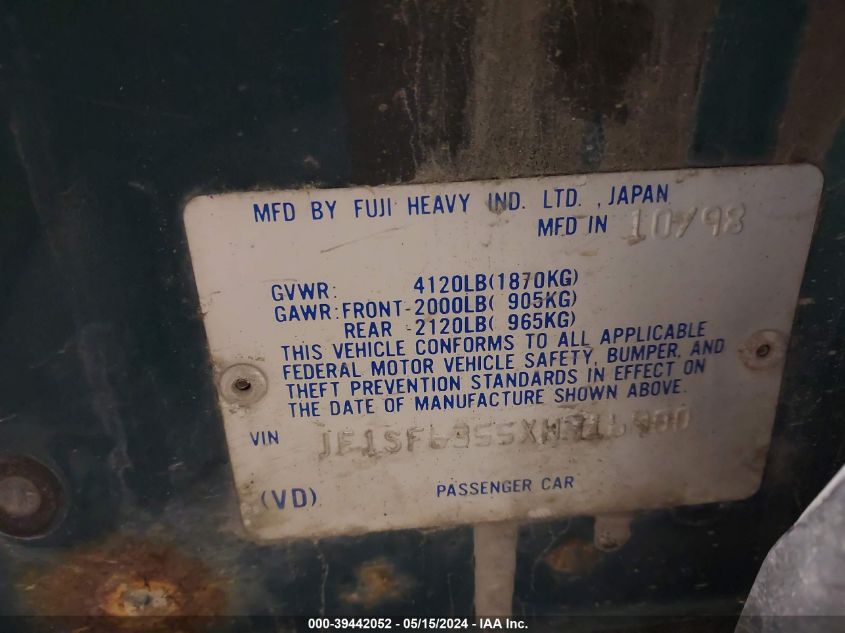 MFD BY FUJI HEAVY IND. LTD. , JAPAN
MFD IN 10/98
GVWR: 4120LB(1870KG)
GAWR:FRONT-2000LB( 905KG)
REAR -2120LB( 965KG)
THIS VEHICLE CONFORMS TO ALL APPLICABLE
FEDERAL MOTOR VEHICLE SAFETY, BUMPER, AND
THEFT PREVENTION STANDARDS IN EFFECT ON
THE DATE OF MANUFACTURE SHOWN ABOVE.
VIN
(VD) PASSENGER CAR
000-39442052 - 05/15/2024 - IAA Inc.